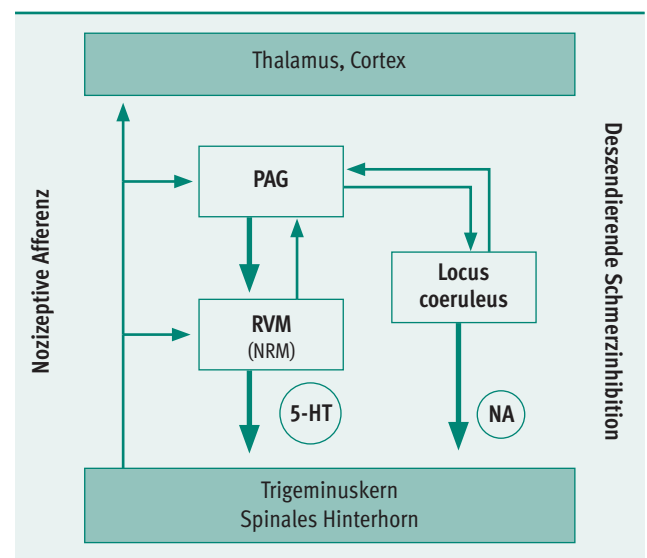 Thalamus, Cortex
Nozizeptive Afferenz
Deszendierende Schmerzinhibition
PAG
Locus
coeruleus
RVM
(NRM)
5-HT
NA
Trigeminuskern
Spinales Hinterhorn